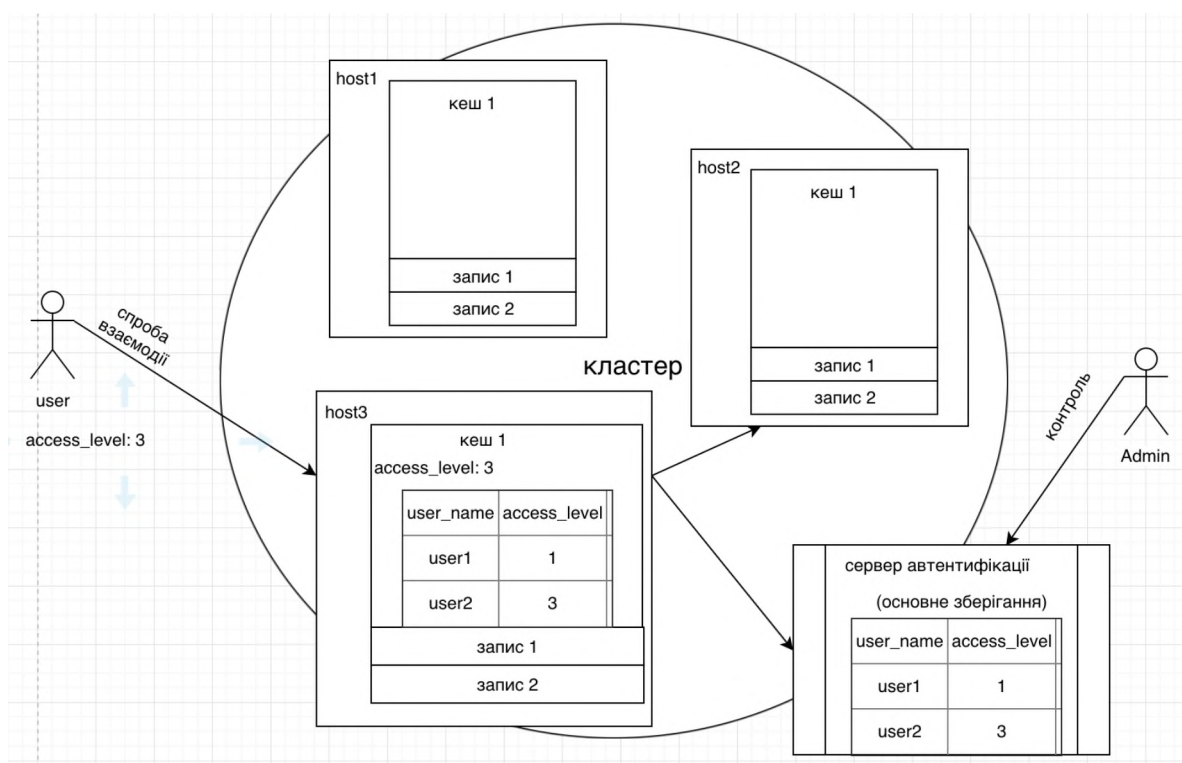 host1
кеш 1
запис 1
запис 2
host2
кеш 1
запис 1
запис 2
кластер
спроба
взаємодії
user
access_level: 3
host3
кеш 1
access_level: 3
user_name access_level
user1 1
user2 3
запис 1
запис 2
контроль
Admin
сервер автентифікації
(основне зберігання)
user_name access_level
user1 1
user2 3